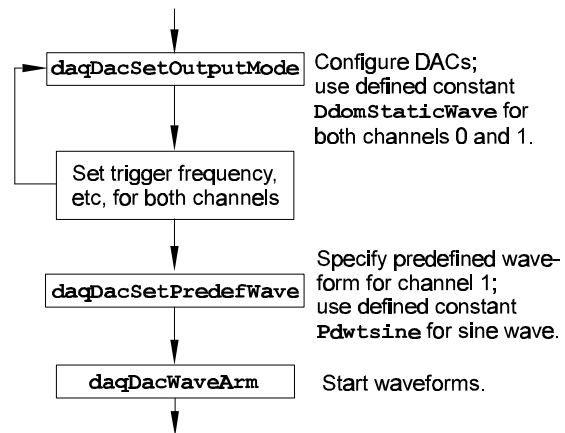 daqDacSetOutputMode
Configure DACs;
use defined constant
DdomStaticWave for
both channels 0 and 1.
Set trigger frequency,
etc, for both channels
daqDacSetPredefWave
Specify predefined wave-
form for channel 1;
use defined constant
Pdwtsine for sine wave.
daqDacWaveArm
Start waveforms.